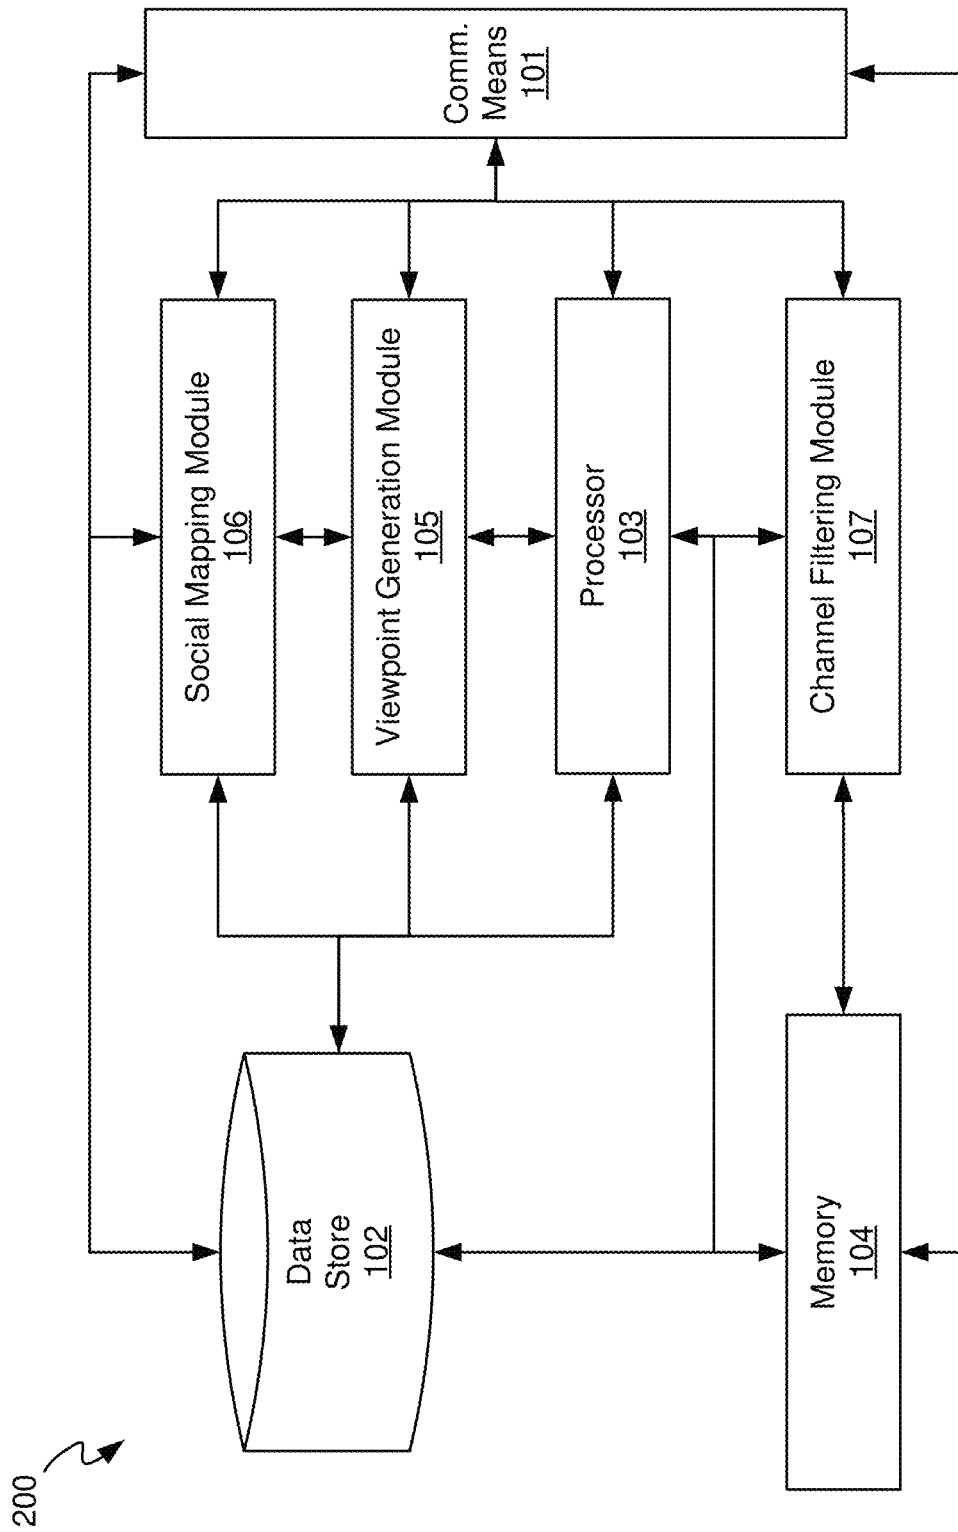 200
Data
Store
102
Memory
104
Social Mapping Module
106
Viewpoint Generation Module
105
Processor
103
Channel Filtering Module
107
Comm.
Means
101